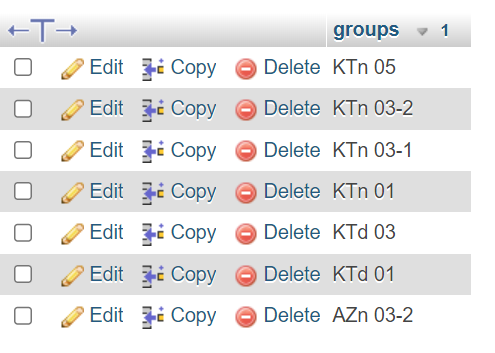 groups 1
Edit Copy Delete KTn 05
Edit Copy Delete KTn 03-2
Edit Copy Delete KTn 03-1
Edit Copy Delete KTn 01
Edit Copy Delete KTd 03
Edit Copy Delete KTd 01
Edit Copy Delete AZn 03-2